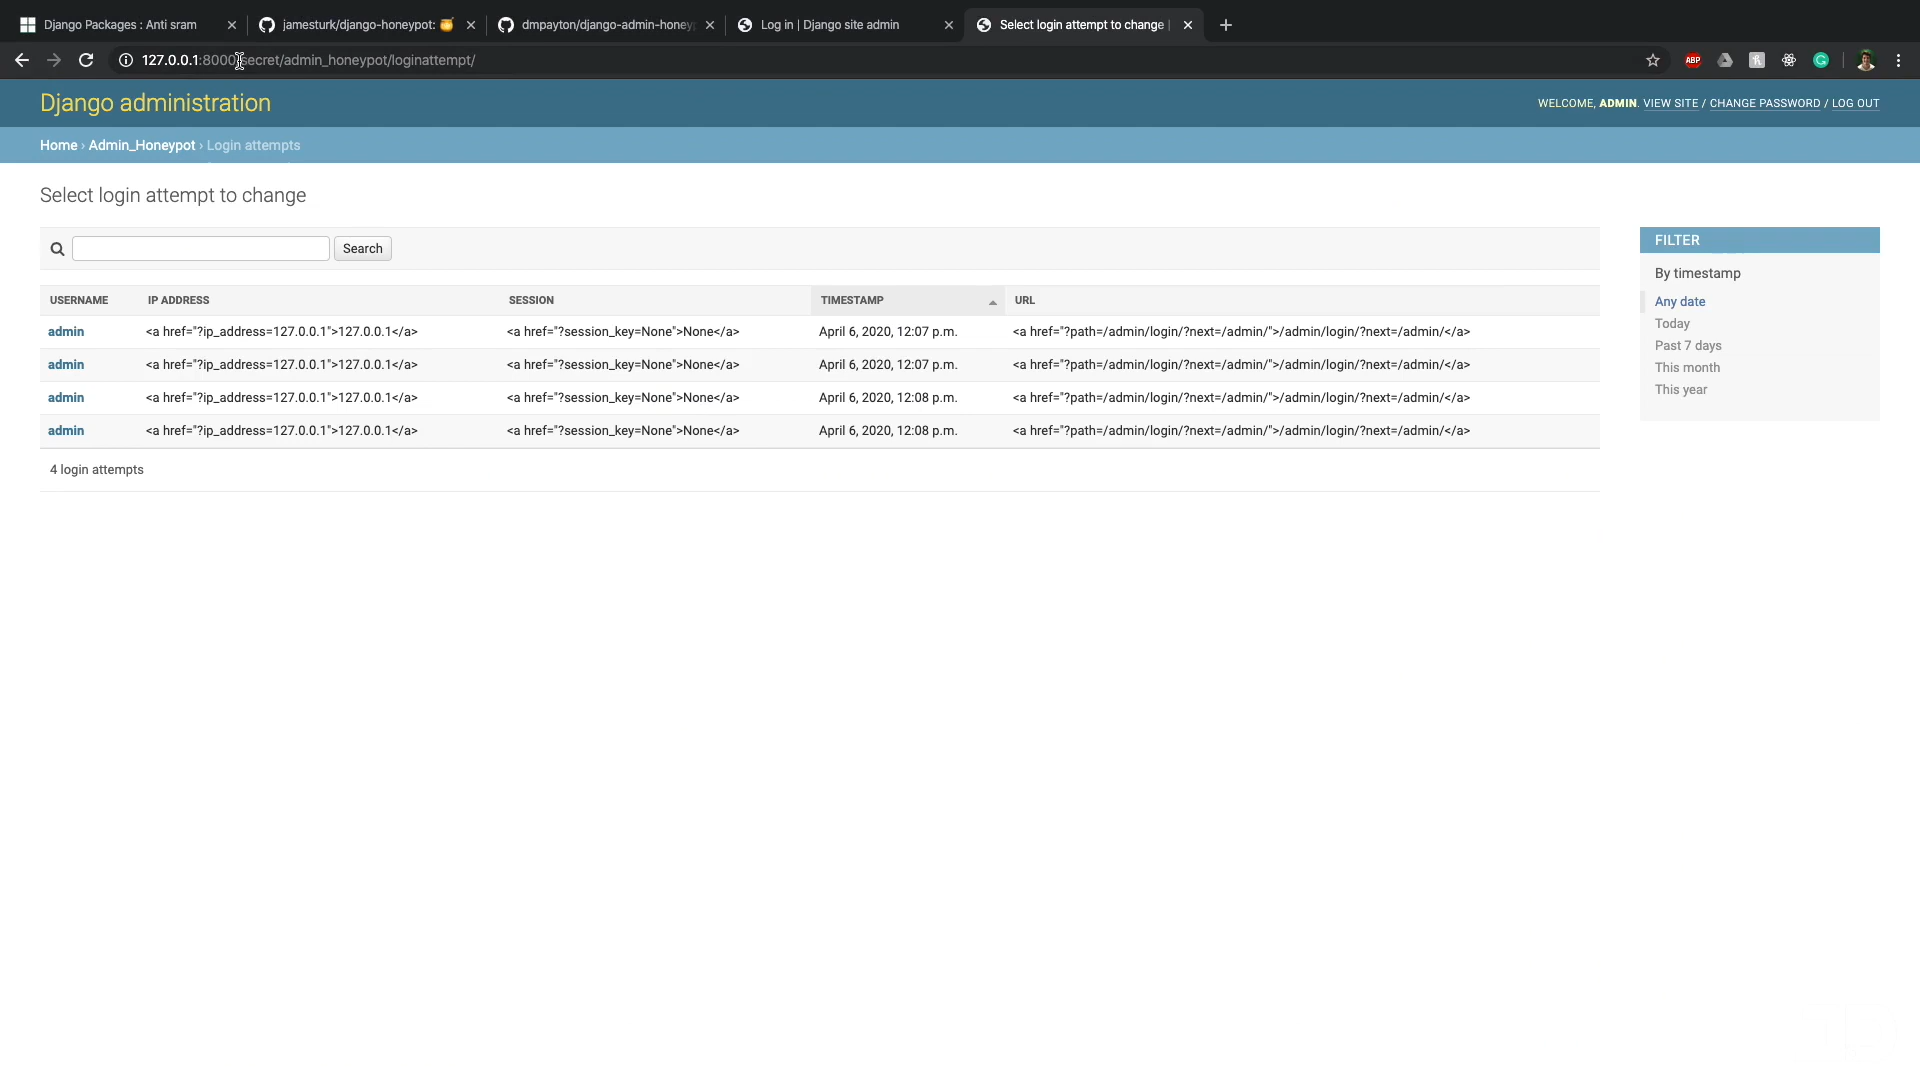 Django Packages : Anti sram
jamesturk/django-honeypot: 🍯
dmpayton/django-admin-honey
Log in | Django site admin
Select login attempt to change |
127.0.0.1:8000/secret/admin_honeypot/loginattempt/
ABP
Django administration
WELCOME, ADMIN. VIEW SITE / CHANGE PASSWORD / LOG OUT
Home › Admin_Honeypot › Login attempts
Select login attempt to change
Search
USERNAME IP ADDRESS SESSION TIMESTAMP URL
admin <a href="?ip_address=127.0.0.1">127.0.0.1</a> <a href="?session_key=None">None</a> April 6, 2020, 12:07 p.m. <a href="?path=/admin/login/?next=/admin/">/admin/login/?next=/admin/</a>
admin <a href="?ip_address=127.0.0.1">127.0.0.1</a> <a href="?session_key=None">None</a> April 6, 2020, 12:07 p.m. <a href="?path=/admin/login/?next=/admin/">/admin/login/?next=/admin/</a>
admin <a href="?ip_address=127.0.0.1">127.0.0.1</a> <a href="?session_key=None">None</a> April 6, 2020, 12:08 p.m. <a href="?path=/admin/login/?next=/admin/">/admin/login/?next=/admin/</a>
admin <a href="?ip_address=127.0.0.1">127.0.0.1</a> <a href="?session_key=None">None</a> April 6, 2020, 12:08 p.m. <a href="?path=/admin/login/?next=/admin/">/admin/login/?next=/admin/</a>
4 login attempts
FILTER
By timestamp
Any date
Today
Past 7 days
This month
This year